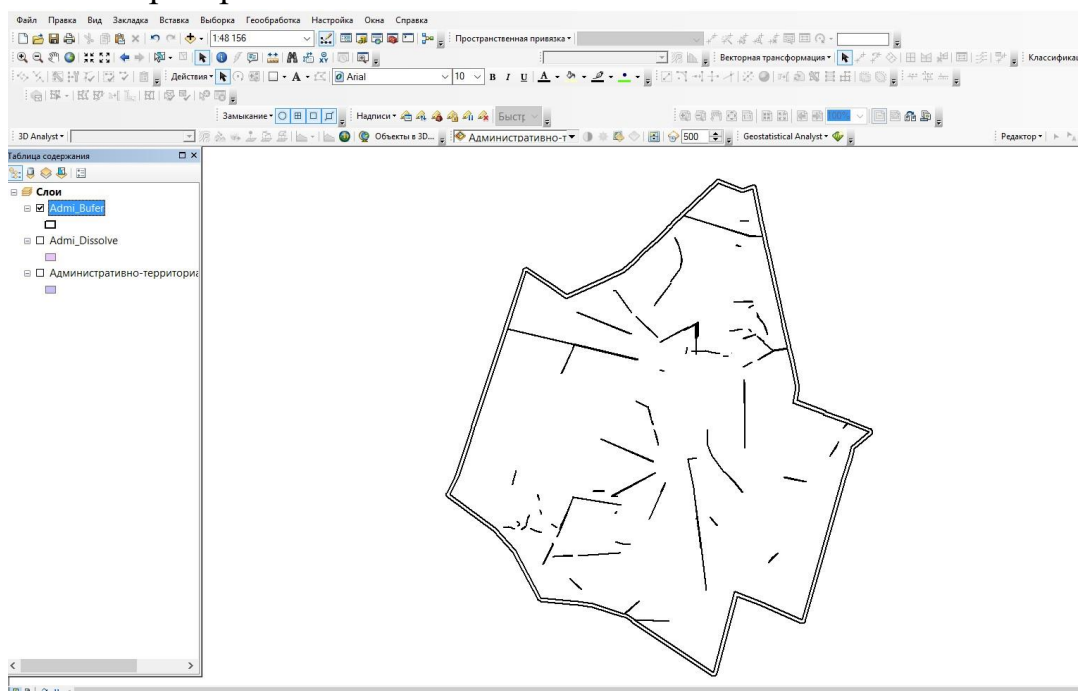 Файл Правка Вид Закладка Вставка Выборка Геообработка Настройка Окна Справка
1:48 156 Пространственная привязка
Векторная трансформация Классифика
Действия Arial 10 B I U A
Замыкание Надписи Быстр 100%
3D Analyst Объекты в 3D... Административно-т 500 Geostatistical Analyst Редактор
Таблица содержания
Слои
Admi_Bufer
Admi_Dissolve
Административно-территориа